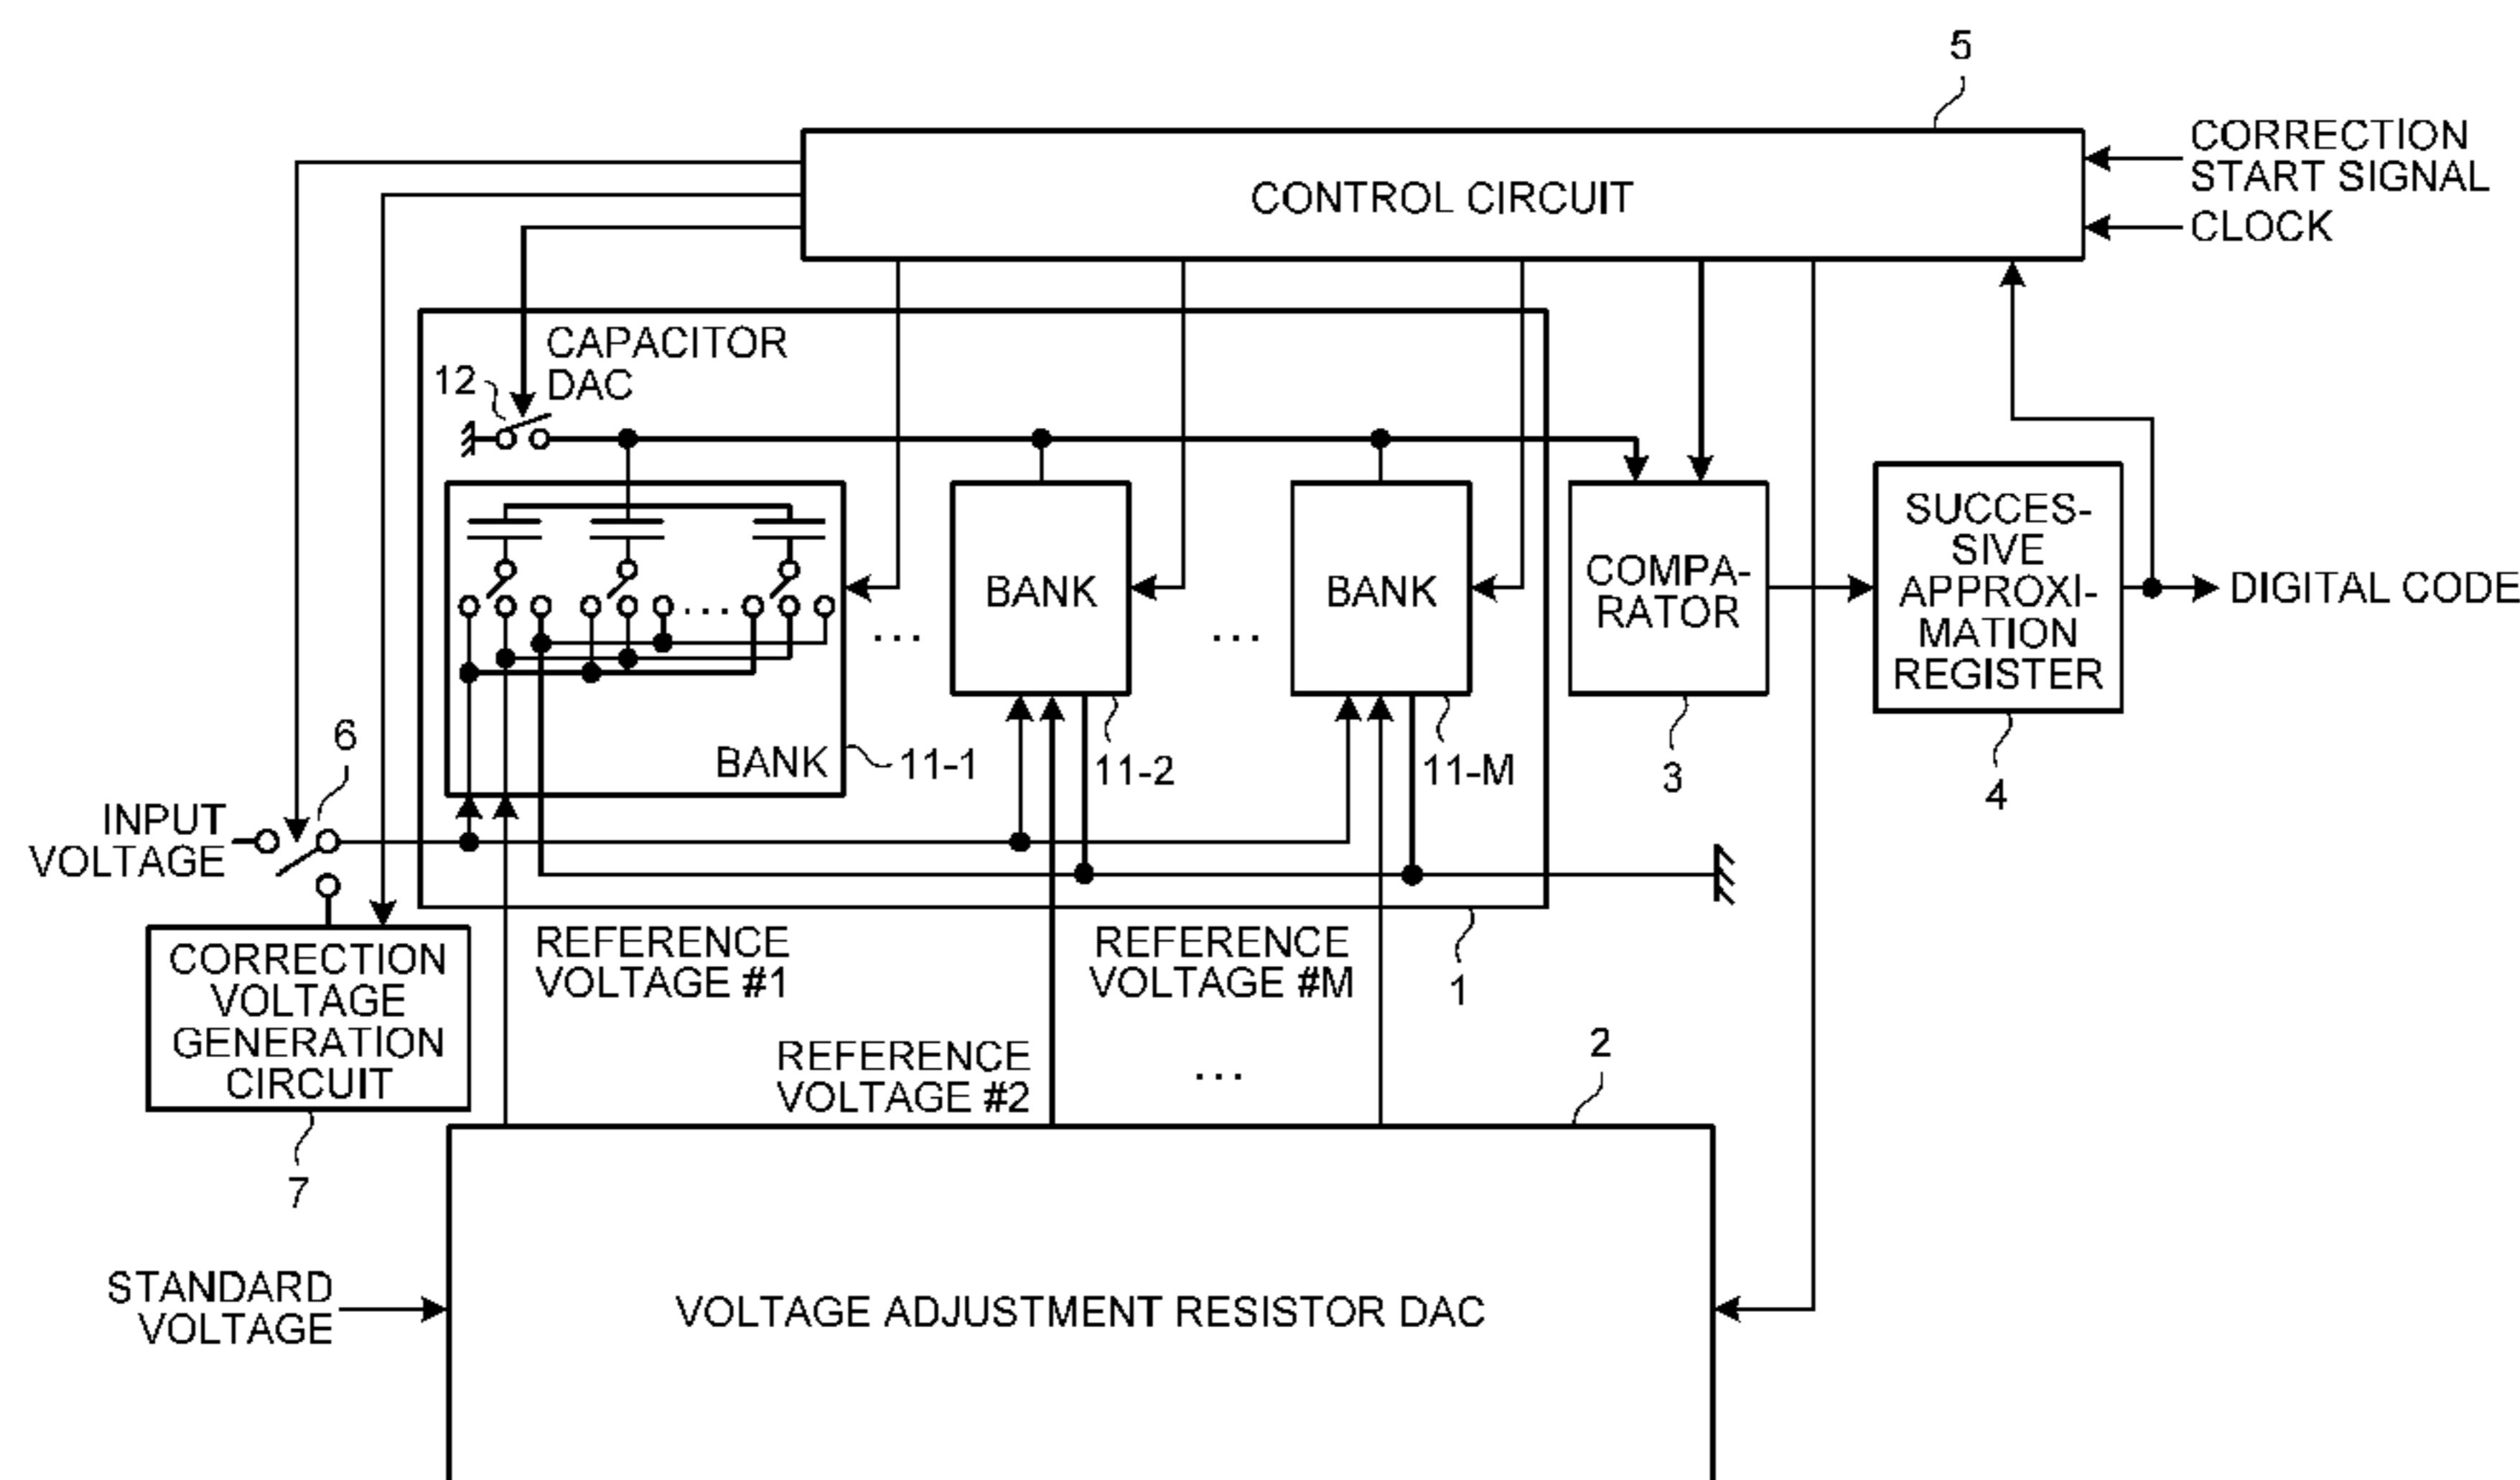 5
CORRECTION
START SIGNAL
CONTROL CIRCUIT
CLOCK
CAPACITOR
DAC
12
SUCCES-
SIVE
APPROXI-
MATION
REGISTER
COMPA-
RATOR
BANK
BANK
DIGITAL CODE
...
...
...
BANK
11-1
11-2
11-M
3
4
6
INPUT
VOLTAGE
CORRECTION
VOLTAGE
GENERATION
CIRCUIT
REFERENCE
VOLTAGE #1
REFERENCE
VOLTAGE #M
1
REFERENCE
VOLTAGE #2
...
2
7
STANDARD
VOLTAGE
VOLTAGE ADJUSTMENT RESISTOR DAC